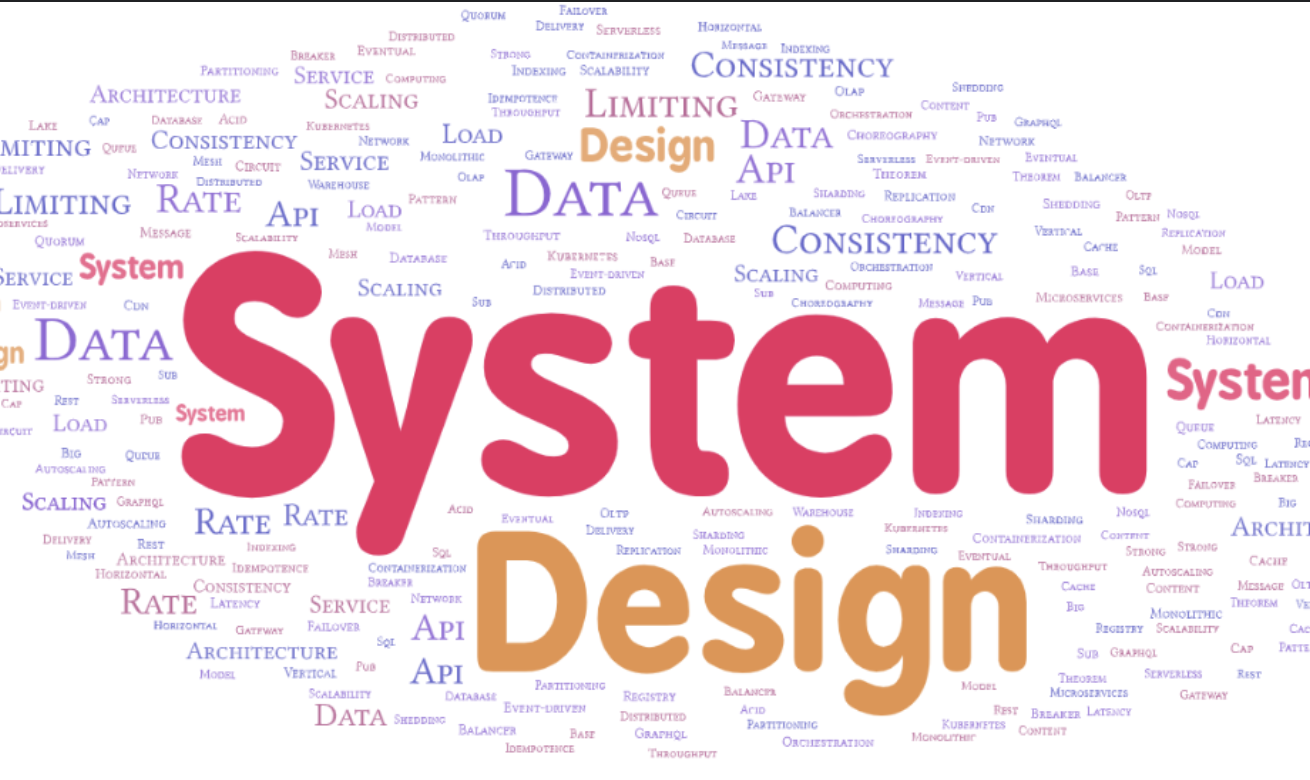 QUORUM
FAILOVER
DELIVERY
SERVERLESS
HORIZONTAL
DISTRIBUTED
BREAKER
EVENTUAL
STRONG
CONTAINERIZATION
MESSAGE
INDEXING
PARTITIONING
SERVICE
COMPUTING
INDEXING
SCALABILITY
CONSISTENCY
ARCHITECTURE
SCALING
IDEMPOTENCE
THROUGHPUT
LIMITING
GATEWAY
OLAP
SHEDDING
CONTENT
LAKE
CAP
DATABASE
ACID
KUBERNETES
ORCHESTRATION
PUB
GRAPHQL
MITING
QUEUE
CONSISTENCY
NETWORK
LOAD
Design
DATA
CHOREOGRAPHY
NETWORK
ELIVERY
MESH
CIRCUIT
SERVICE
MONOLITHIC
GATEWAY
API
SERVERLESS
EVENT-DRIVEN
EVENTUAL
NETWORK
DISTRIBUTED
WAREHOUSE
OLAP
THEOREM
THEOREM
BALANCER
LIMITING
RATE
API
LOAD
PATTERN
DATA
QUEUE
LAKE
SHARDING
REPLICATION
SHEDDING
OLTP
OSERVICES
MODEL
CIRCUIT
BALANCER
CHOREOGRAPHY
CDN
PATTERN
NOSQL
QUORUM
MESSAGE
SCALABILITY
THROUGHPUT
NOSQL
DATABASE
CONSISTENCY
VERTICAL
REPLICATION
CACHE
MODEL
SERVICE
System
MESH
DATABASE
ACID
KUBERNETES
BASE
SCALING
ORCHESTRATION
VERTICAL
BASE
SQL
LOAD
EVENT-DRIVEN
CDN
SCALING
SUB
EVENT-DRIVEN
DISTRIBUTED
SUB
COMPUTING
CHOREOGRAPHY
MESSAGE
PUB
MICROSERVICES
BASE
CDN
DATA
System
CONTAINERIZATION
HORIZONTAL
gn
TING
STRONG
SUB
System
CAP
REST
SERVERLESS
RCUIT
LOAD
PUB
System
QUEUE
LATENCY
BIG
QUEUE
COMPUTING
RE
AUTOSCALING
CAP
SQL
LATENCY
PATTERN
FAILOVER
BREAKER
SCALING
GRAPHQL
COMPUTING
BIG
AUTOSCALING
RATE
RATE
ACID
EVENTUAL
OLTP
AUTOSCALING
WAREHOUSE
INDEXING
SHARDING
NOSQL
ARCHIT
DELIVERY
REST
INDEXING
DELIVERY
SHARDING
KUBERNETES
CONTAINERIZATION
CONTENT
MESH
ARCHITECTURE
IDEMPOTENCE
SQL
REPLICATION
MONOLITHIC
SHARDING
EVENTUAL
STRONG
STRONG
HORIZONTAL
CONTAINERIZATION
BREAKER
Design
THROUGHPUT
AUTOSCALING
CACHE
CONSISTENCY
CACHE
CONTENT
MESSAGE
OLT
RATE
LATENCY
SERVICE
NETWORK
BIG
MONOLITHIC
THEOREM
VE
HORIZONTAL
GATEWAY
FAILOVER
API
REGISTRY
SCALABILITY
CAC
ARCHITECTURE
SQL
SUB
GRAPHQL
CAP
PATTE
MODEL
VERTICAL
PUB
API
THEOREM
SERVERLESS
REST
SCALABILITY
DATABASE
PARTITIONING
REGISTRY
BALANCER
MODEL
MICROSERVICES
GATEWAY
DATA
SHEDDING
EVENT-DRIVEN
DISTRIBUTED
ACID
REST
BREAKER
LATENCY
BALANCER
BASE
GRAPHQL
PARTITIONING
KUBERNETES
CONTENT
IDEMPOTENCE
THROUGHPUT
ORCHESTRATION
MONOLITHIC